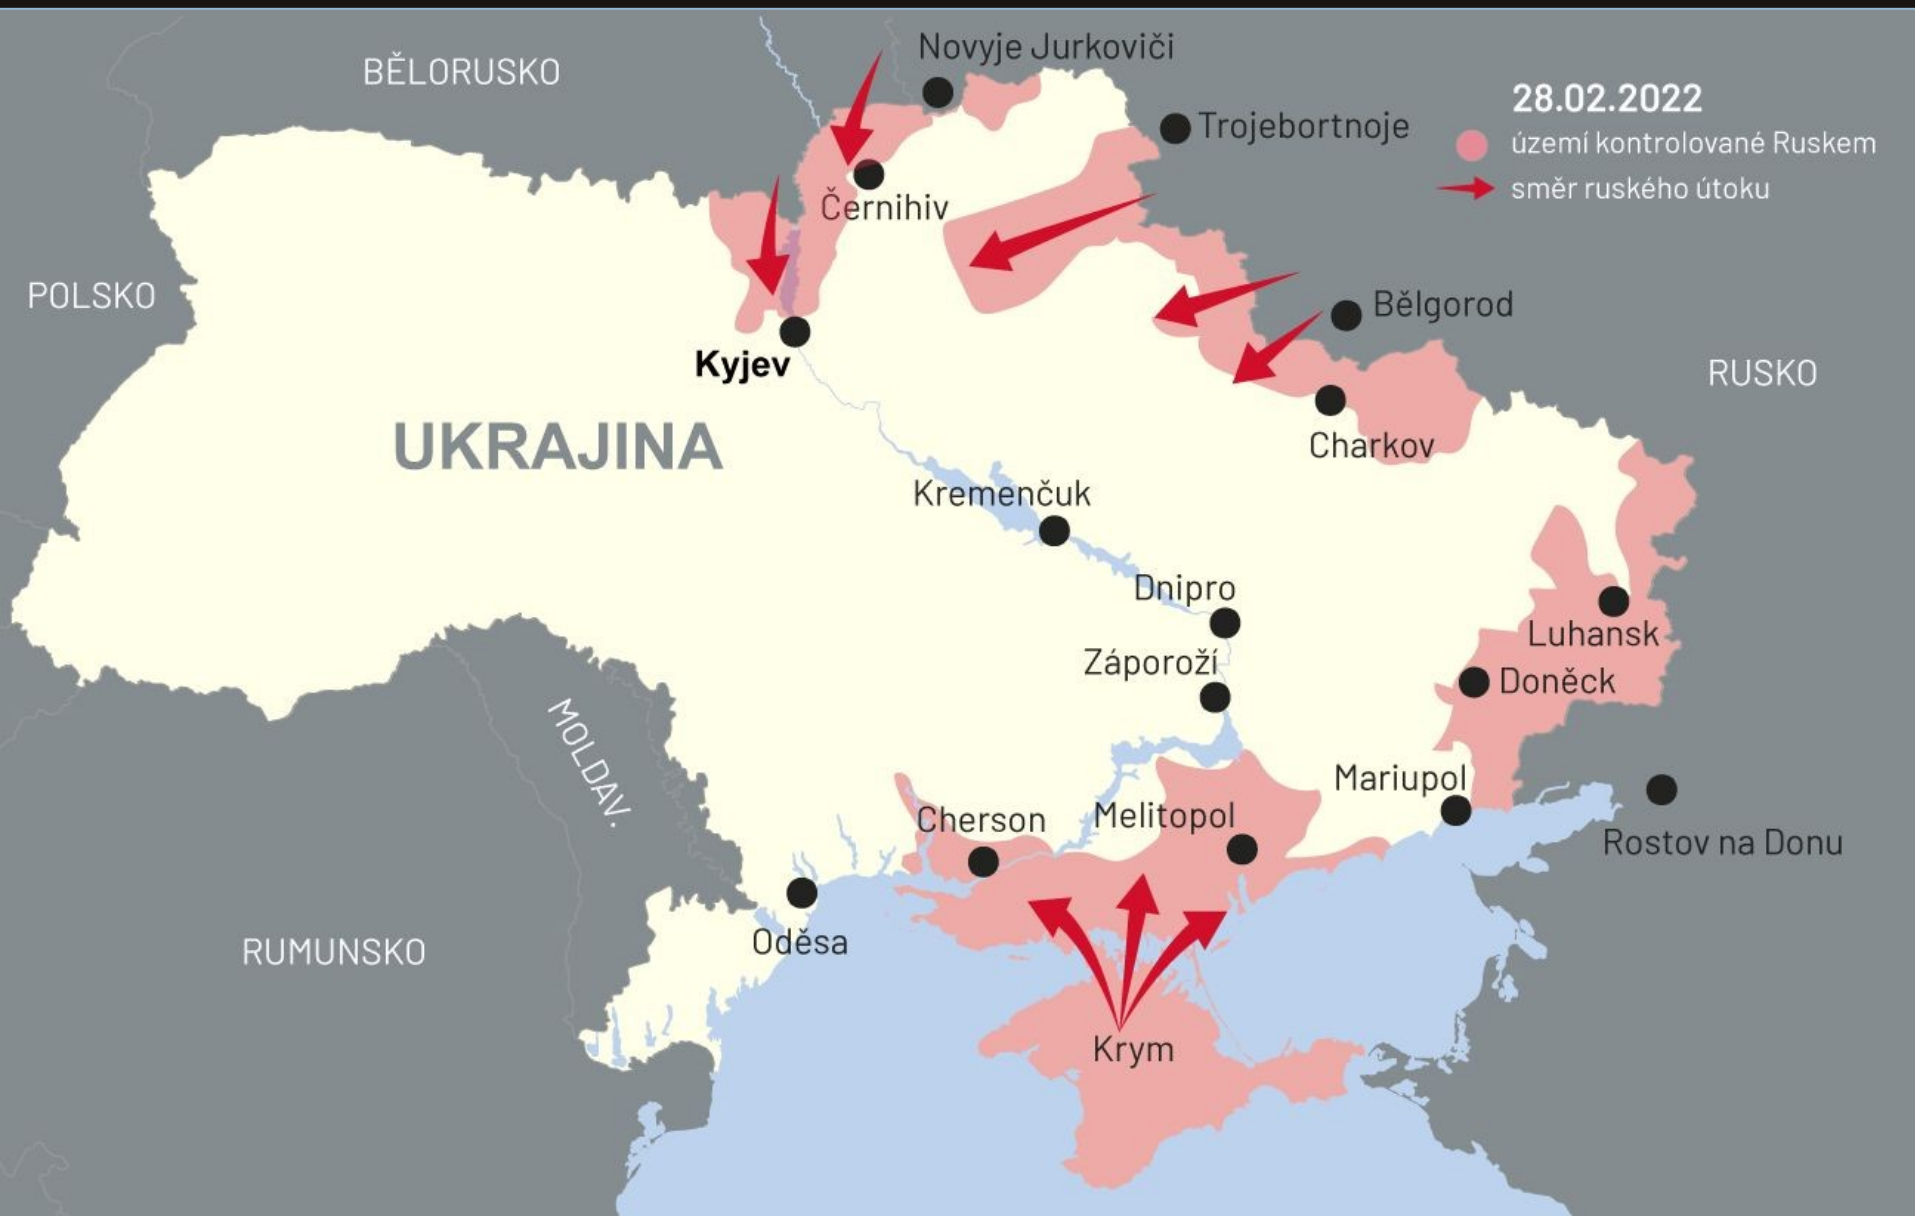 Novyje Jurkoviči
BĚLORUSKO
28.02.2022
Trojebortnoje
území kontrolované Ruskem
směr ruského útoku
Černihiv
POLSKO
Bělgorod
Kyjev
RUSKO
UKRAJINA
Charkov
Kremenčuk
Dnipro
Luhansk
Záporoží
Doněck
MOLDAV.
Mariupol
Cherson
Melitopol
Rostov na Donu
Oděsa
RUMUNSKO
Krym